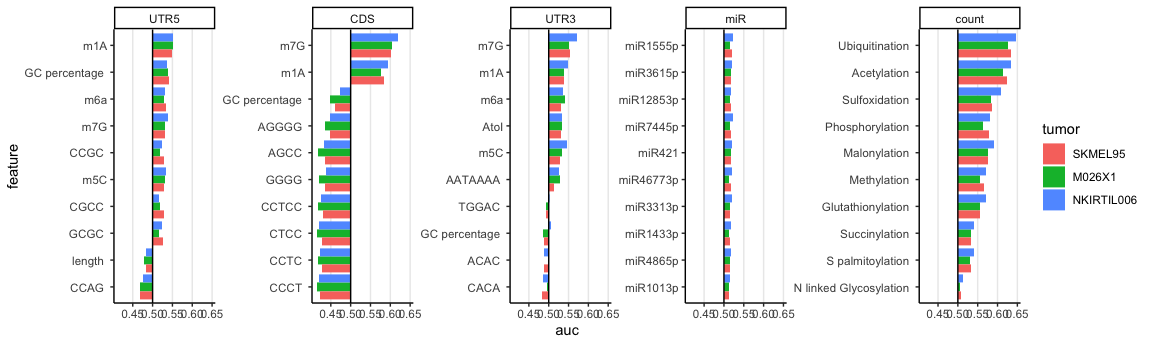 feature
UTR5
m1A
GC percentage
m6a
m7G
CCGC
m5C
CGCC
GCGC
length
CCAG
0.45 0.50 0.55 0.60 0.65
CDS
m7G
m1A
GC percentage
AGGGG
AGCC
GGGG
CCTCC
CTCC
CCTC
CCCT
0.45 0.50 0.55 0.60 0.65
UTR3
m7G
m1A
m6a
AtoI
m5C
AATAAAA
TGGAC
GC percentage
ACAC
CACA
0.45 0.50 0.55 0.60 0.65
miR
miR1555p
miR3615p
miR12853p
miR7445p
miR421
miR46773p
miR3313p
miR1433p
miR4865p
miR1013p
0.45 0.50 0.55 0.60 0.65
count
Ubiquitination
Acetylation
Sulfoxidation
Phosphorylation
Malonylation
Methylation
Glutathionylation
Succinylation
S palmitoylation
N linked Glycosylation
0.45 0.50 0.55 0.60 0.65
auc
tumor
SKMEL95
M026X1
NKIRTIL006